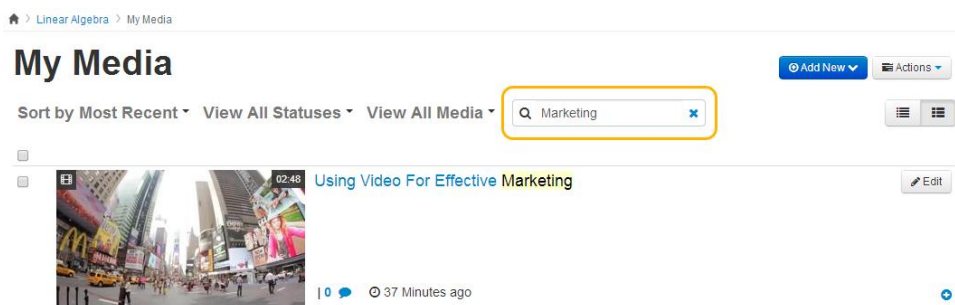 Linear Algebra > My Media
My Media
Add New
Actions
Sort by Most Recent View All Statuses View All Media Marketing
02:48
Using Video For Effective Marketing
Edit
| 0 37 Minutes ago